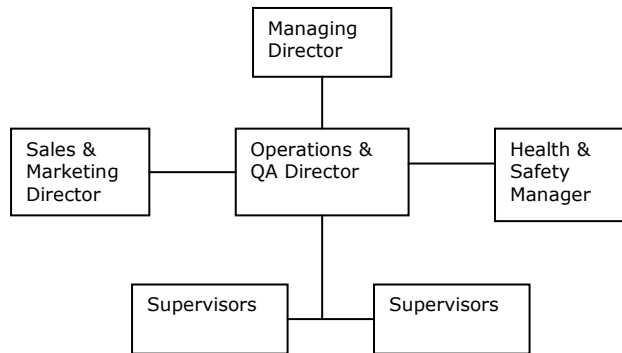 Managing
Director
Sales &
Marketing
Director
Operations &
QA Director
Health &
Safety
Manager
Supervisors
Supervisors